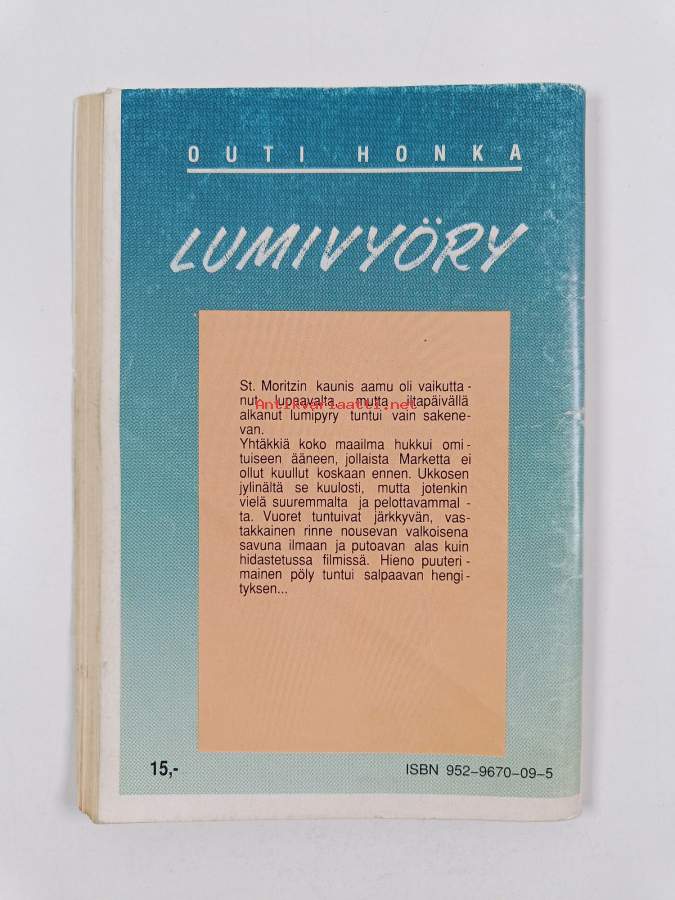 OUTI HONKA
LUMIVYÖRY
St. Moritzin kaunis aamu oli vaikutta-
nut lupaavalta, mutta iltapäivällä
Antikvariaatti.net
alkanut lumipyry tuntui vain sakene-
van.
Yhtäkkiä koko maailma hukkui omi-
tuiseen ääneen, jollaista Marketta ei
ollut kuullut koskaan ennen. Ukkosen
jylinältä se kuulosti, mutta jotenkin
vielä suuremmalta ja pelottavammal-
ta. Vuoret tuntuivat järkkyvän, vas-
takkainen rinne nousevan valkoisena
savuna ilmaan ja putoavan alas kuin
hidastetussa filmissä. Hieno puuteri-
mainen pöly tuntui salpaavan hengi-
tyksen...
15,-
ISBN 952-9670-09-5